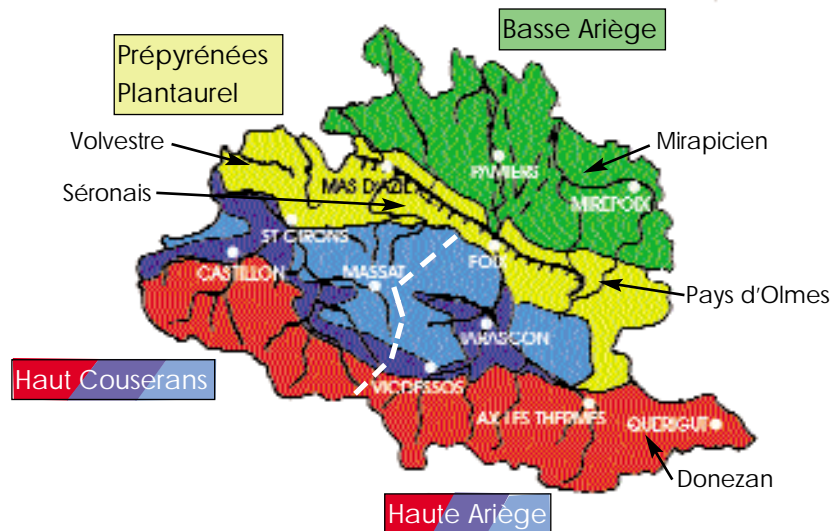 Basse Ariège
Prépyrénées
Plantaurel
Volvestre
Mirapicien
MAS D'AZIL
PAMIERS
Séronais
MIREPOIX
ST GIRONS
FOIX
CASTILLON
MASSAT
Pays d'Olmes
TARASCON
Haut Couserans
VICDESSOS
AX LES THERMES
QUERIGUT
Donezan
Haute Ariège